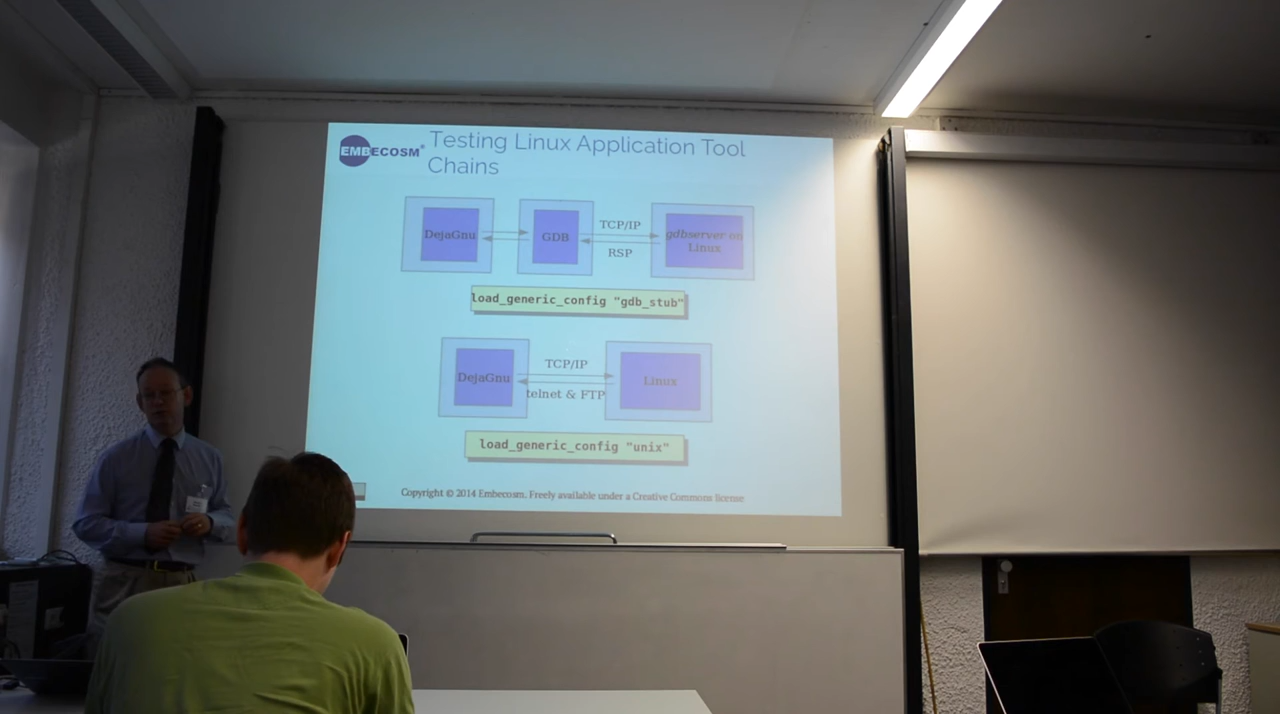 EMBECOSM®
Testing Linux Application Tool
Chains
DejaGnu
GDB
TCP/IP
RSP
gdbserver on
Linux
load_generic_config "gdb_stub"
DejaGnu
TCP/IP
telnet & FTP
Linux
load_generic_config "unix"
Copyright © 2014 Embecosm. Freely available under a Creative Commons license